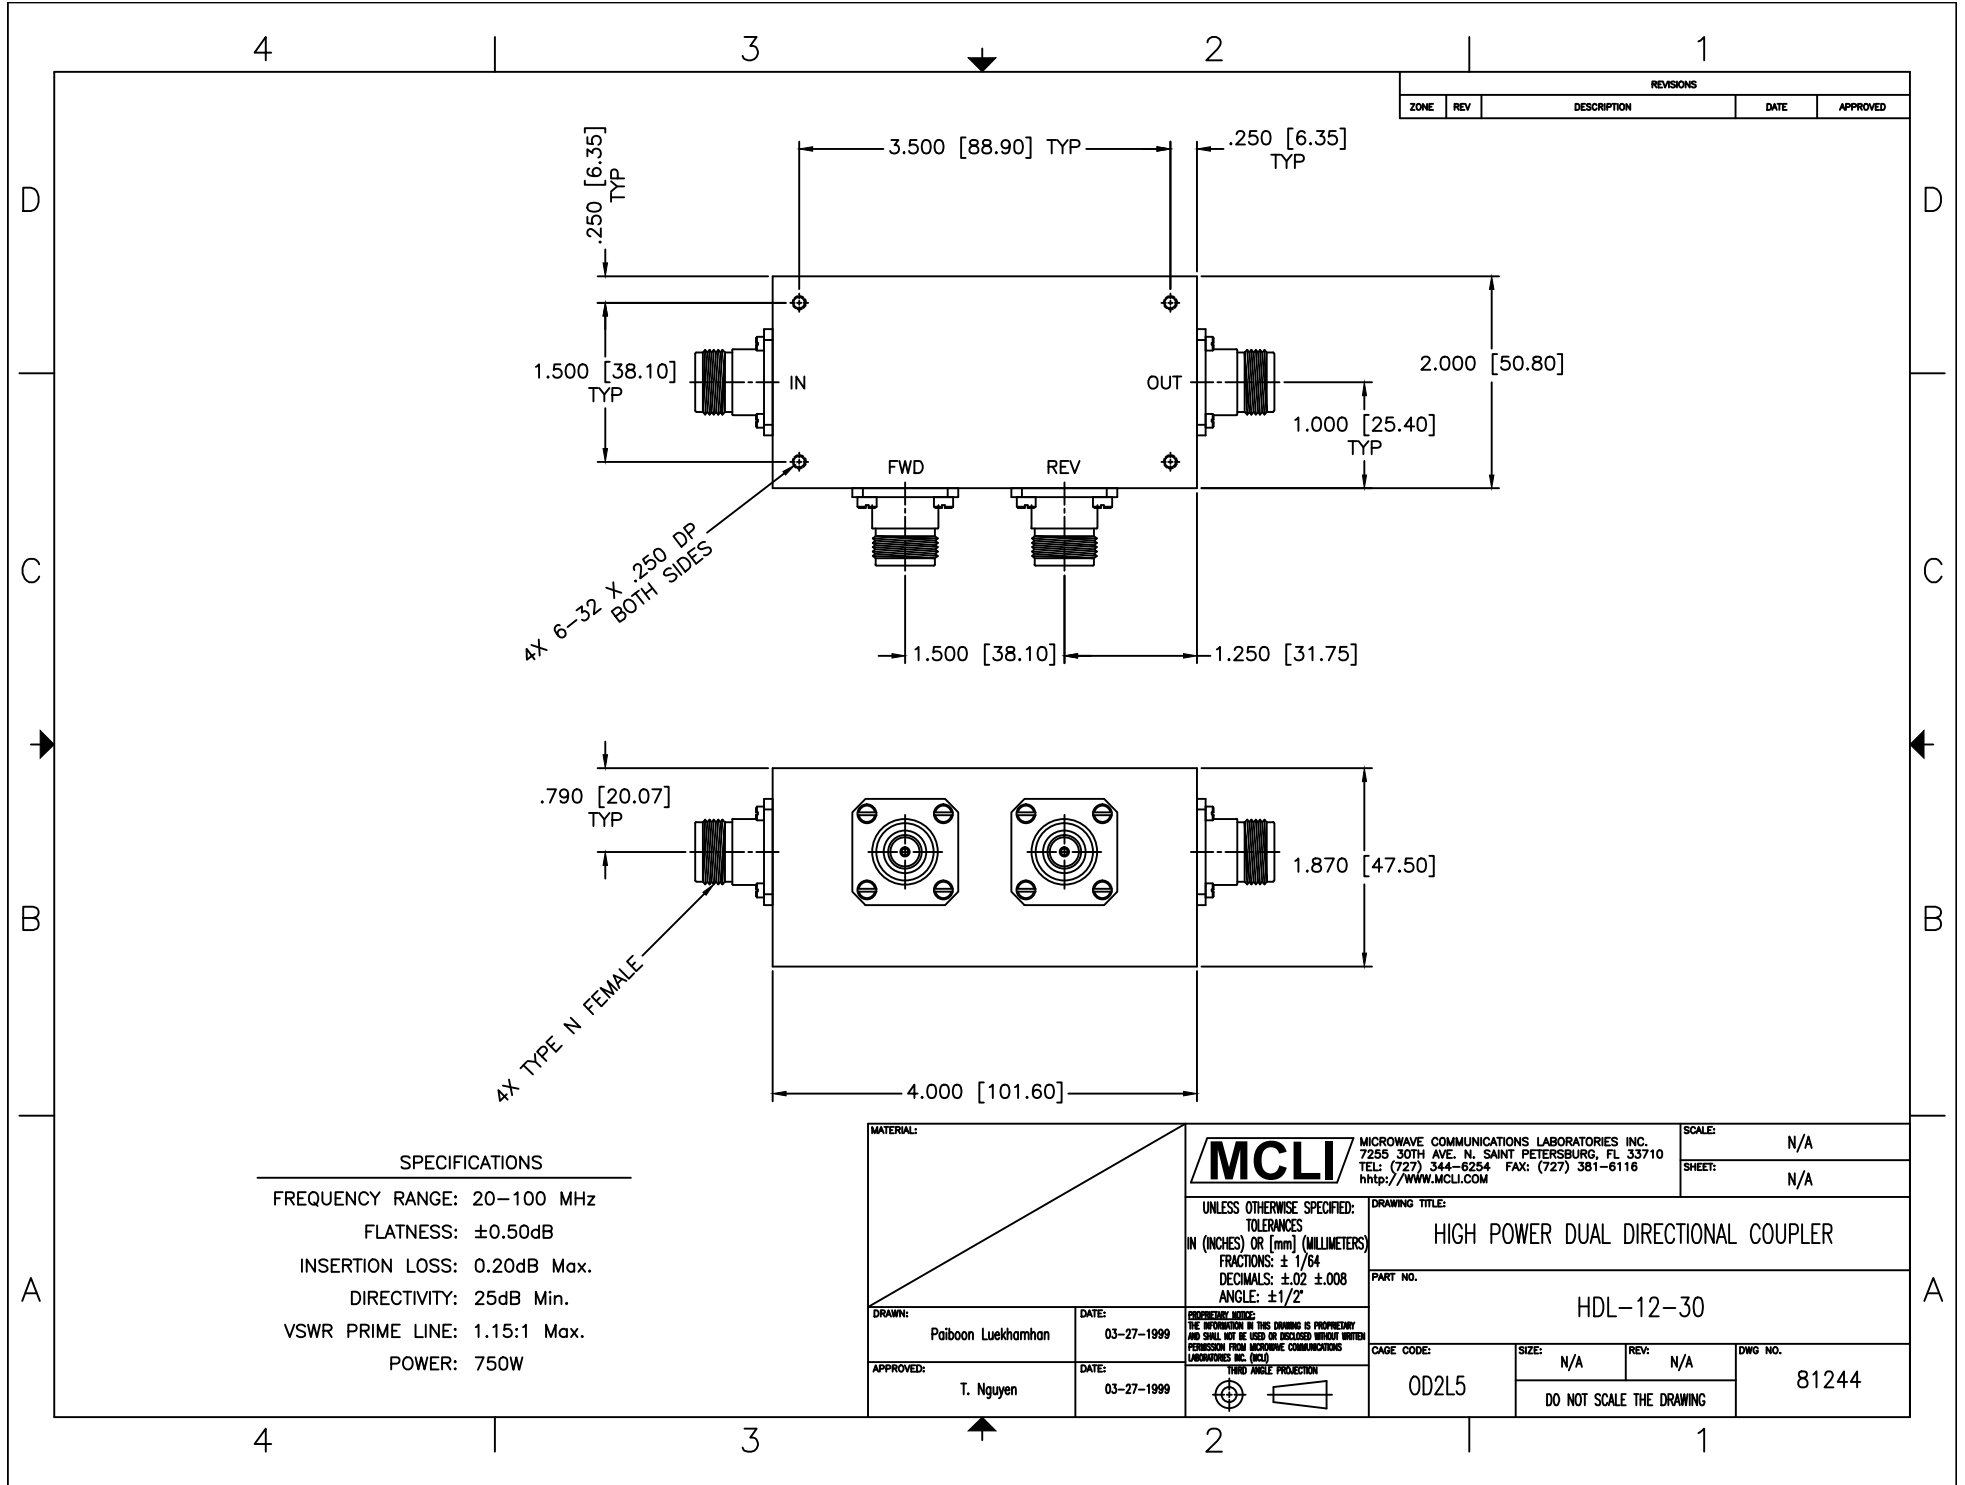 4 3 2 1
REVISIONS
ZONE REV DESCRIPTION DATE APPROVED
D
D
.250 [6.35]
TYP
3.500 [88.90] TYP
.250 [6.35]
TYP
1.500 [38.10]
TYP
IN
OUT
2.000 [50.80]
1.000 [25.40]
TYP
FWD
REV
4X 6-32 X .250 DP
BOTH SIDES
C
C
1.500 [38.10]
1.250 [31.75]
.790 [20.07]
TYP
1.870 [47.50]
B
B
4X TYPE N FEMALE
4.000 [101.60]
SPECIFICATIONS
FREQUENCY RANGE: 20-100 MHz
FLATNESS: ±0.50dB
INSERTION LOSS: 0.20dB Max.
DIRECTIVITY: 25dB Min.
VSWR PRIME LINE: 1.15:1 Max.
POWER: 750W
A
A
MATERIAL:
DRAWN:
Paiboon Luekhamhan
DATE:
03-27-1999
APPROVED:
T. Nguyen
DATE:
03-27-1999
MCLI
MICROWAVE COMMUNICATIONS LABORATORIES INC.
7255 30TH AVE. N. SAINT PETERSBURG, FL 33710
TEL: (727) 344-6254 FAX: (727) 381-6116
hhtp://WWW.MCLI.COM
SCALE:
N/A
SHEET:
N/A
UNLESS OTHERWISE SPECIFIED:
TOLERANCES
IN (INCHES) OR [mm] (MILLIMETERS)
FRACTIONS: ± 1/64
DECIMALS: ±.02 ±.008
ANGLE: ±1/2°
PROPRIETARY NOTICE:
THE INFORMATION IN THIS DRAWING IS PROPRIETARY
AND SHALL NOT BE USED OR DISCLOSED WITHOUT WRITTEN
PERMISSION FROM MICROWAVE COMMUNICATIONS
LABORATORIES INC. (MCLI)
THIRD ANGLE PROJECTION
DRAWING TITLE:
HIGH POWER DUAL DIRECTIONAL COUPLER
PART NO.
HDL-12-30
CAGE CODE:
0D2L5
SIZE:
N/A
REV:
N/A
DO NOT SCALE THE DRAWING
DWG NO.
81244
4 3 2 1